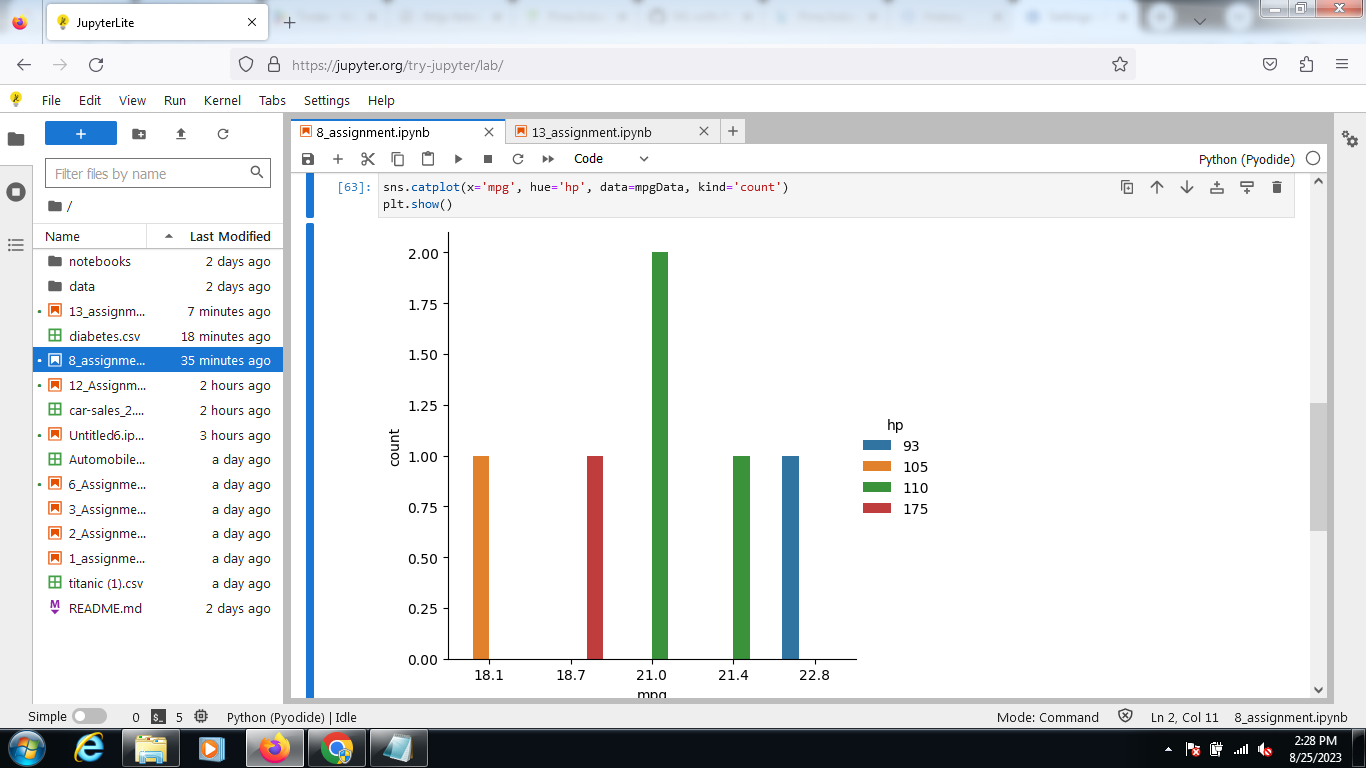 JupyterLite
https://jupyter.org/try-jupyter/lab/
File Edit View Run Kernel Tabs Settings Help
8_assignment.ipynb
13_assignment.ipynb
Code
Python (Pyodide)
Filter files by name
/
Name Last Modified
notebooks 2 days ago
data 2 days ago
13_assignm... 7 minutes ago
diabetes.csv 18 minutes ago
8_assignme... 35 minutes ago
12_Assignm... 2 hours ago
car-sales_2.... 2 hours ago
Untitled6.ip... 3 hours ago
Automobile... a day ago
6_Assignme... a day ago
3_Assignme... a day ago
2_Assignme... a day ago
1_assignme... a day ago
titanic (1).csv a day ago
README.md 2 days ago
[63]: sns.catplot(x='mpg', hue='hp', data=mpgData, kind='count')
plt.show()
2.00
1.75
1.50
1.25
1.00
0.75
0.50
0.25
0.00
count
18.1 18.7 21.0 21.4 22.8
mpg
hp
93
105
110
175
Simple 0 5 Python (Pyodide) | Idle
Mode: Command Ln 2, Col 11 8_assignment.ipynb
2:28 PM
8/25/2023